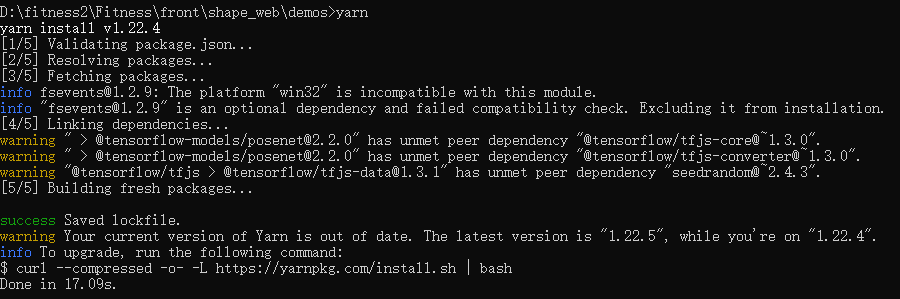 D:\fitness2\Fitness\front\shape_web\demos>yarn
yarn install v1.22.4
[1/5] Validating package.json...
[2/5] Resolving packages...
[3/5] Fetching packages...
info fsevents@1.2.9: The platform "win32" is incompatible with this module.
info "fsevents@1.2.9" is an optional dependency and failed compatibility check. Excluding it from installation.
[4/5] Linking dependencies...
warning " > @tensorflow-models/posenet@2.2.0" has unmet peer dependency "@tensorflow/tfjs-core@~1.3.0".
warning " > @tensorflow-models/posenet@2.2.0" has unmet peer dependency "@tensorflow/tfjs-converter@~1.3.0".
warning "@tensorflow/tfjs > @tensorflow/tfjs-data@1.3.1" has unmet peer dependency "seedrandom@~2.4.3".
[5/5] Building fresh packages...
success Saved lockfile.
warning Your current version of Yarn is out of date. The latest version is "1.22.5", while you're on "1.22.4".
info To upgrade, run the following command:
$ curl --compressed -o- -L https://yarnpkg.com/install.sh | bash
Done in 17.09s.